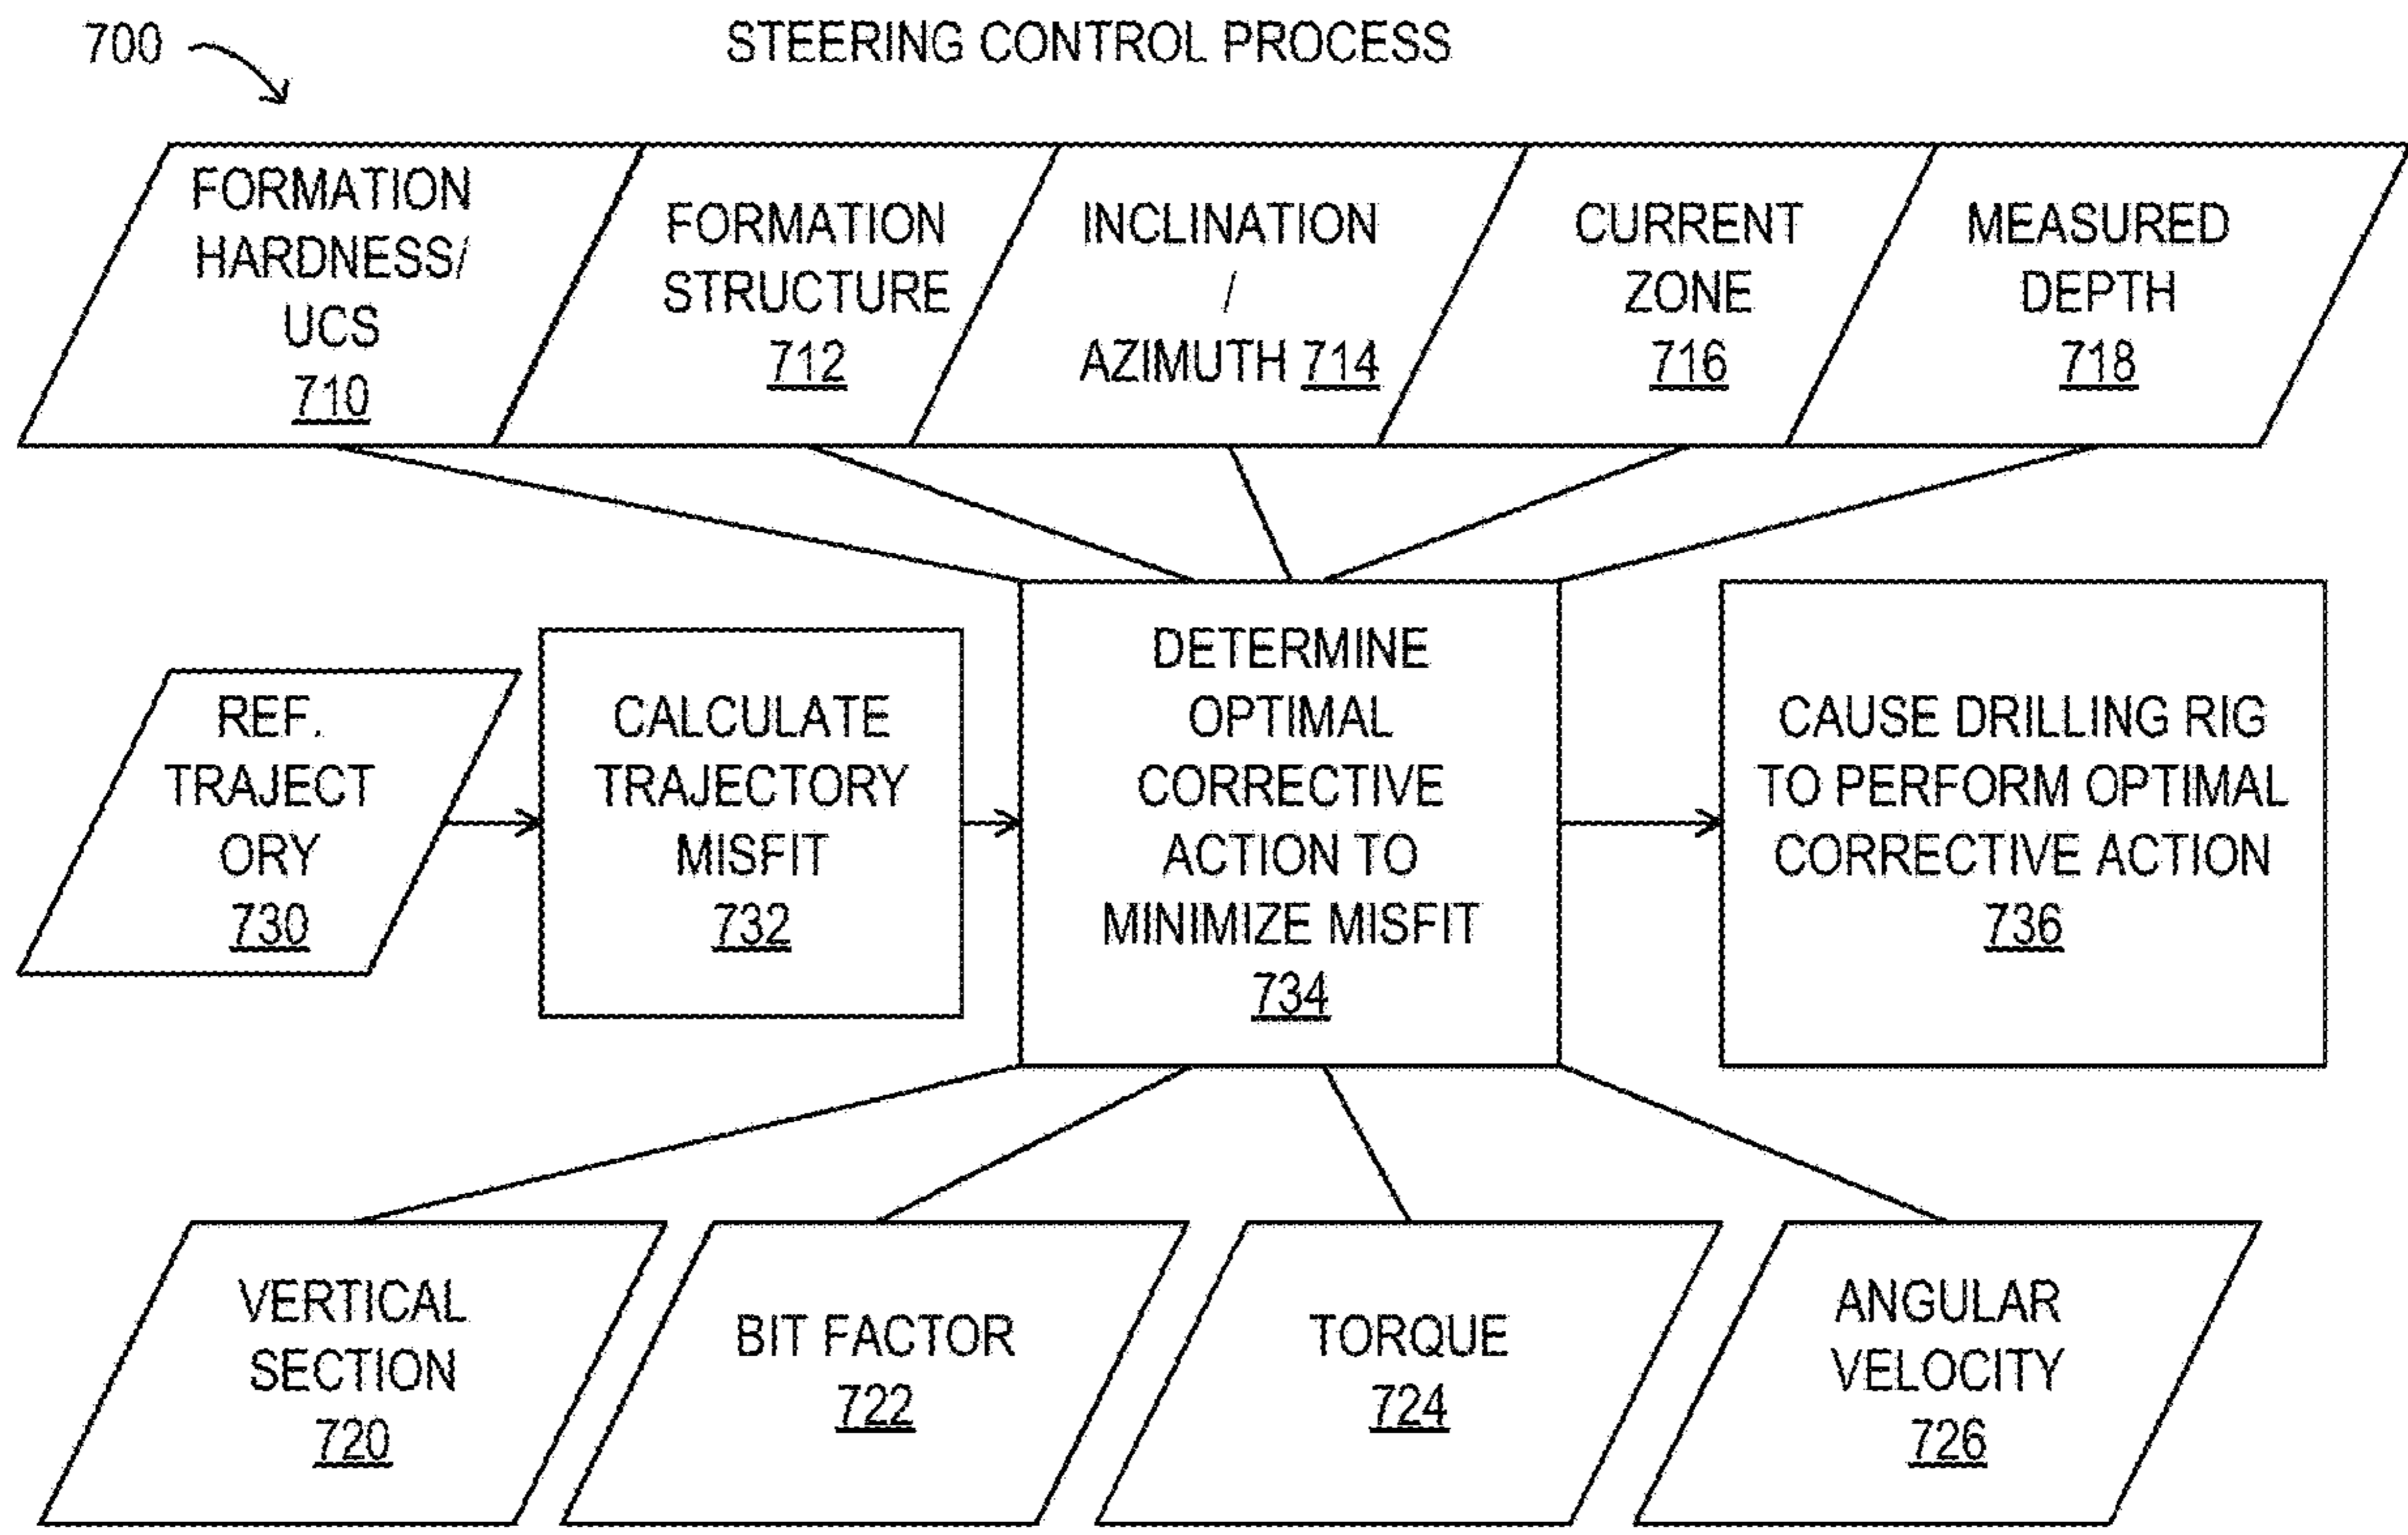 700
STEERING CONTROL PROCESS
FORMATION
HARDNESS/
UCS
710
FORMATION
STRUCTURE
712
INCLINATION
/
AZIMUTH 714
CURRENT
ZONE
716
MEASURED
DEPTH
718
REF.
TRAJECT
ORY
730
CALCULATE
TRAJECTORY
MISFIT
732
DETERMINE
OPTIMAL
CORRECTIVE
ACTION TO
MINIMIZE MISFIT
734
CAUSE DRILLING RIG
TO PERFORM OPTIMAL
CORRECTIVE ACTION
736
VERTICAL
SECTION
720
BIT FACTOR
722
TORQUE
724
ANGULAR
VELOCITY
726